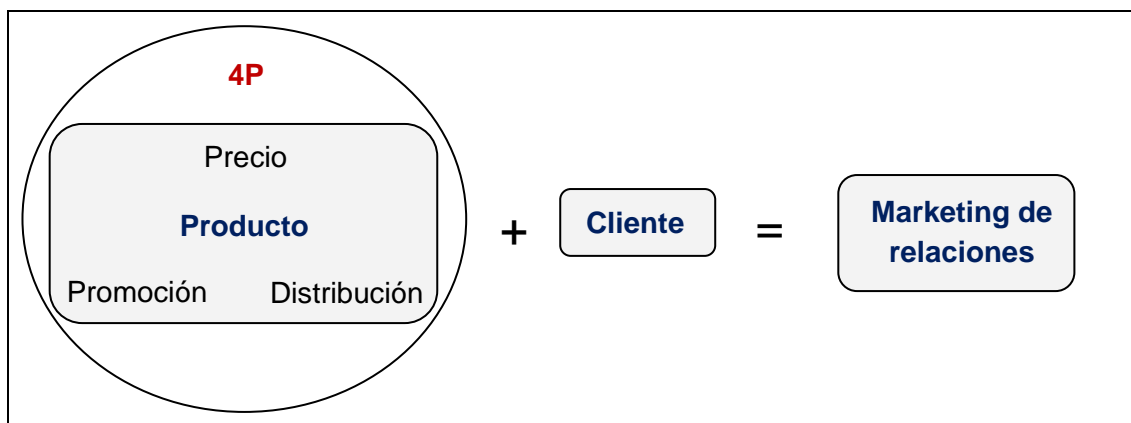 4P
Precio
Producto
Promoción Distribución
+
Cliente
=
Marketing de
relaciones